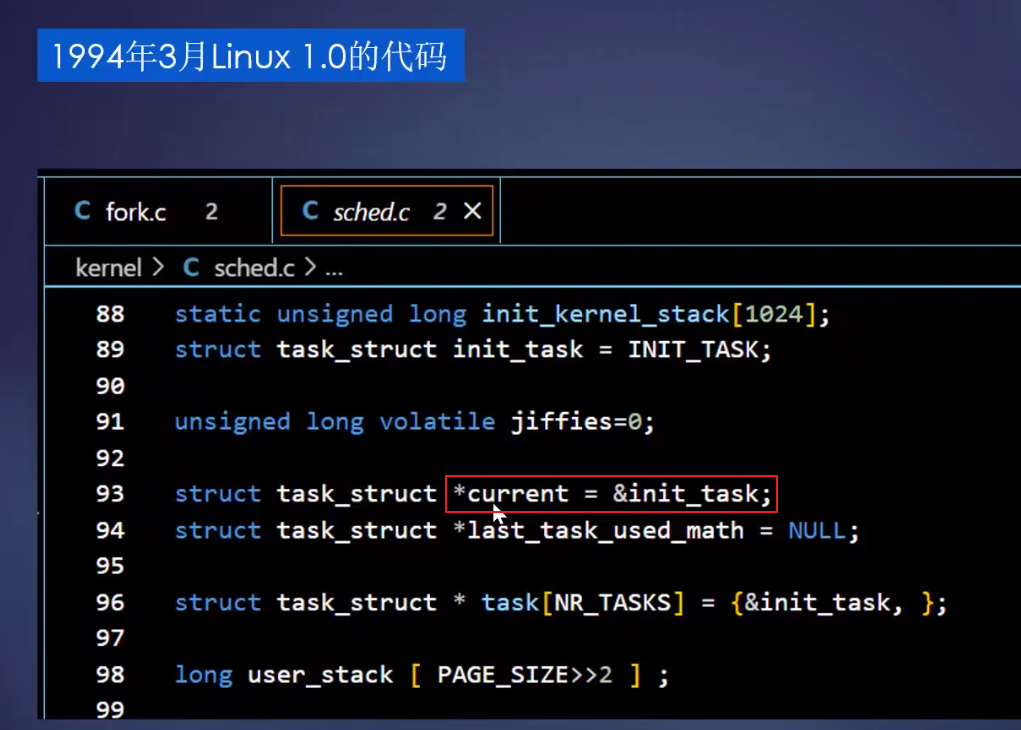 1994年3月Linux 1.0的代码
C fork.c 2 C sched.c 2 ×
kernel > C sched.c > ...
88 static unsigned long init_kernel_stack[1024];
89 struct task_struct init_task = INIT_TASK;
90
91 unsigned long volatile jiffies=0;
92
93 struct task_struct *current = &init_task;
94 struct task_struct *last_task_used_math = NULL;
95
96 struct task_struct * task[NR_TASKS] = {&init_task, };
97
98 long user_stack [ PAGE_SIZE>>2 ] ;
99